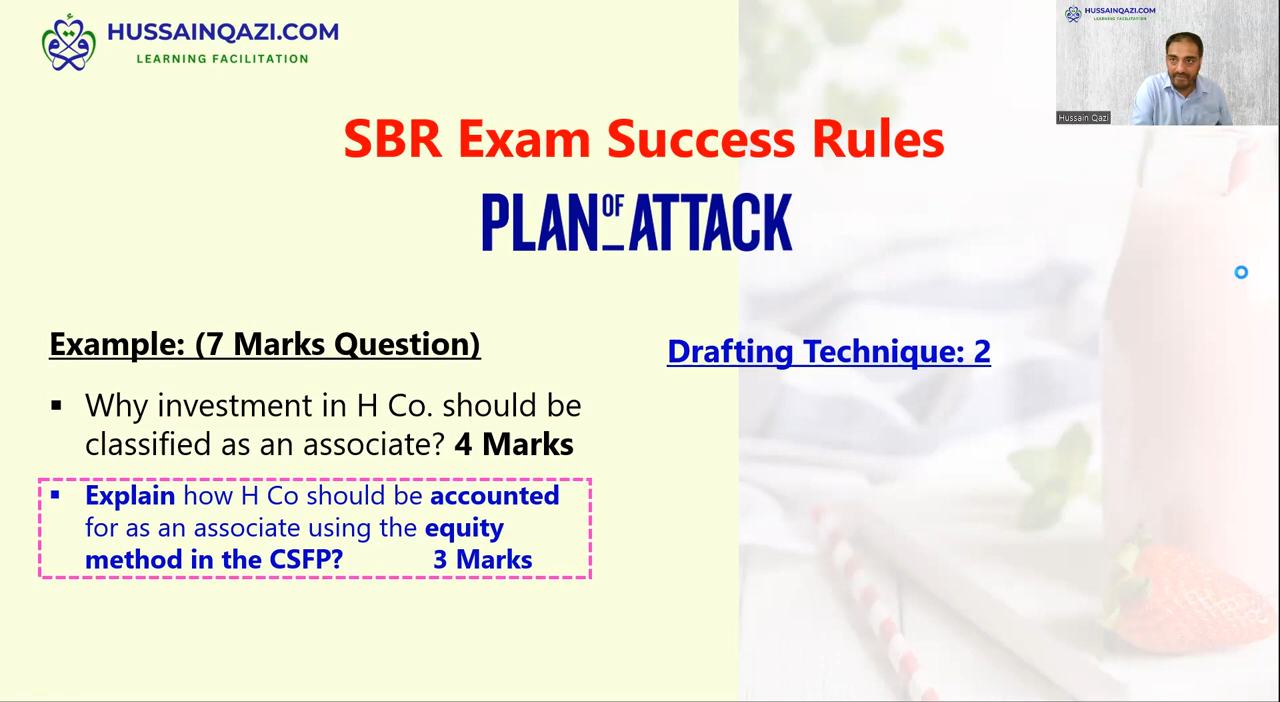 HUSSAINQAZI.COM
LEARNING FACILITATION
HUSSAINQAZI.COM
LEARNING FACILITATION
Hussain Qazi
SBR Exam Success Rules
PLAN OF ATTACK
Example: (7 Marks Question)
▪ Why investment in H Co. should be
classified as an associate? 4 Marks
▪ Explain how H Co should be accounted
for as an associate using the equity
method in the CSFP? 3 Marks
Drafting Technique: 2